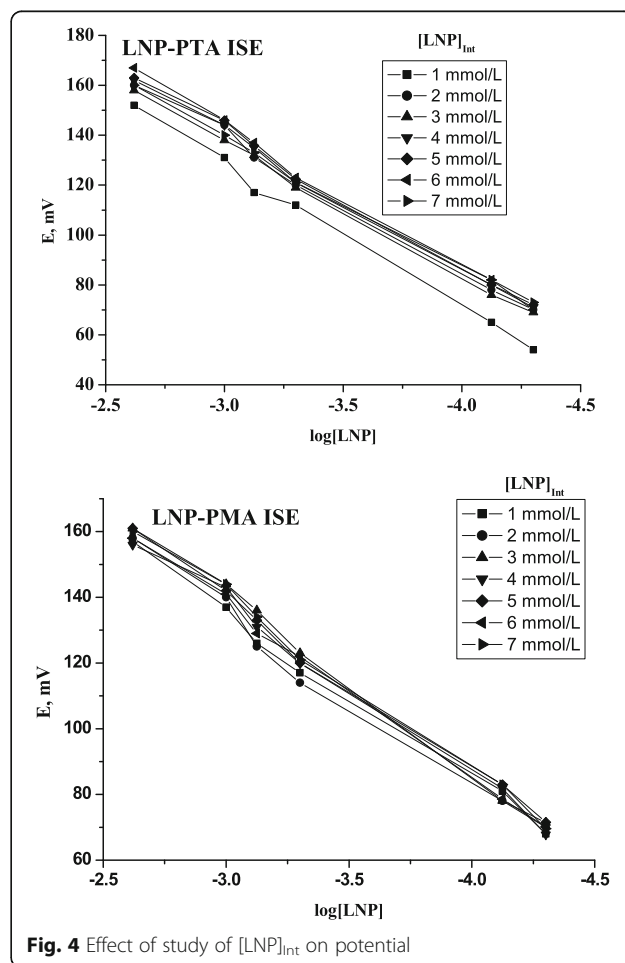 LNP-PTA ISE
[LNP]Int
1 mmol/L
2 mmol/L
3 mmol/L
4 mmol/L
5 mmol/L
6 mmol/L
7 mmol/L
180
160
140
120
100
80
60
40
E, mV
-2.5 -3.0 -3.5 -4.0 -4.5
log[LNP]
LNP-PMA ISE
[LNP]Int
1 mmol/L
2 mmol/L
3 mmol/L
4 mmol/L
5 mmol/L
6 mmol/L
7 mmol/L
160
140
120
100
80
60
E, mV
-2.5 -3.0 -3.5 -4.0 -4.5
log[LNP]
Fig. 4 Effect of study of [LNP]Int on potential